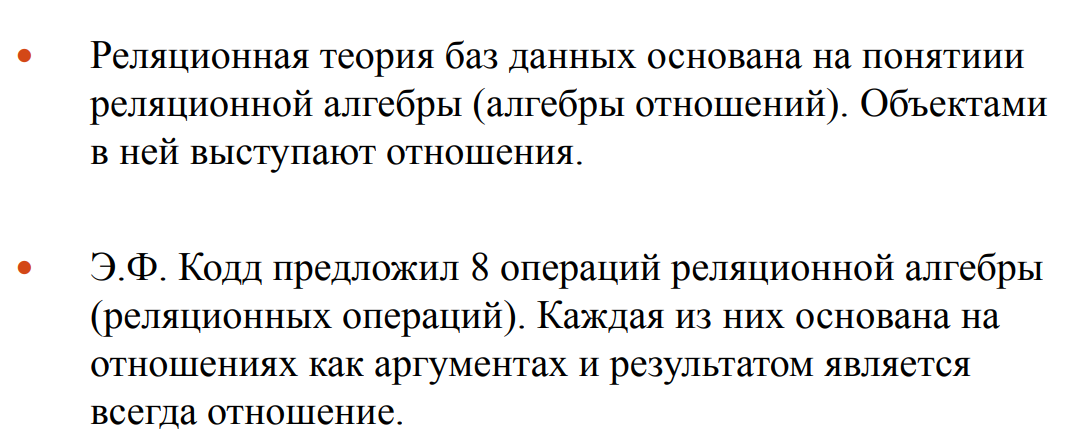 • Реляционная теория баз данных основана на понятиии
реляционной алгебры (алгебры отношений). Объектами
в ней выступают отношения.
• Э.Ф. Кодд предложил 8 операций реляционной алгебры
(реляционных операций). Каждая из них основана на
отношениях как аргументах и результатом является
всегда отношение.